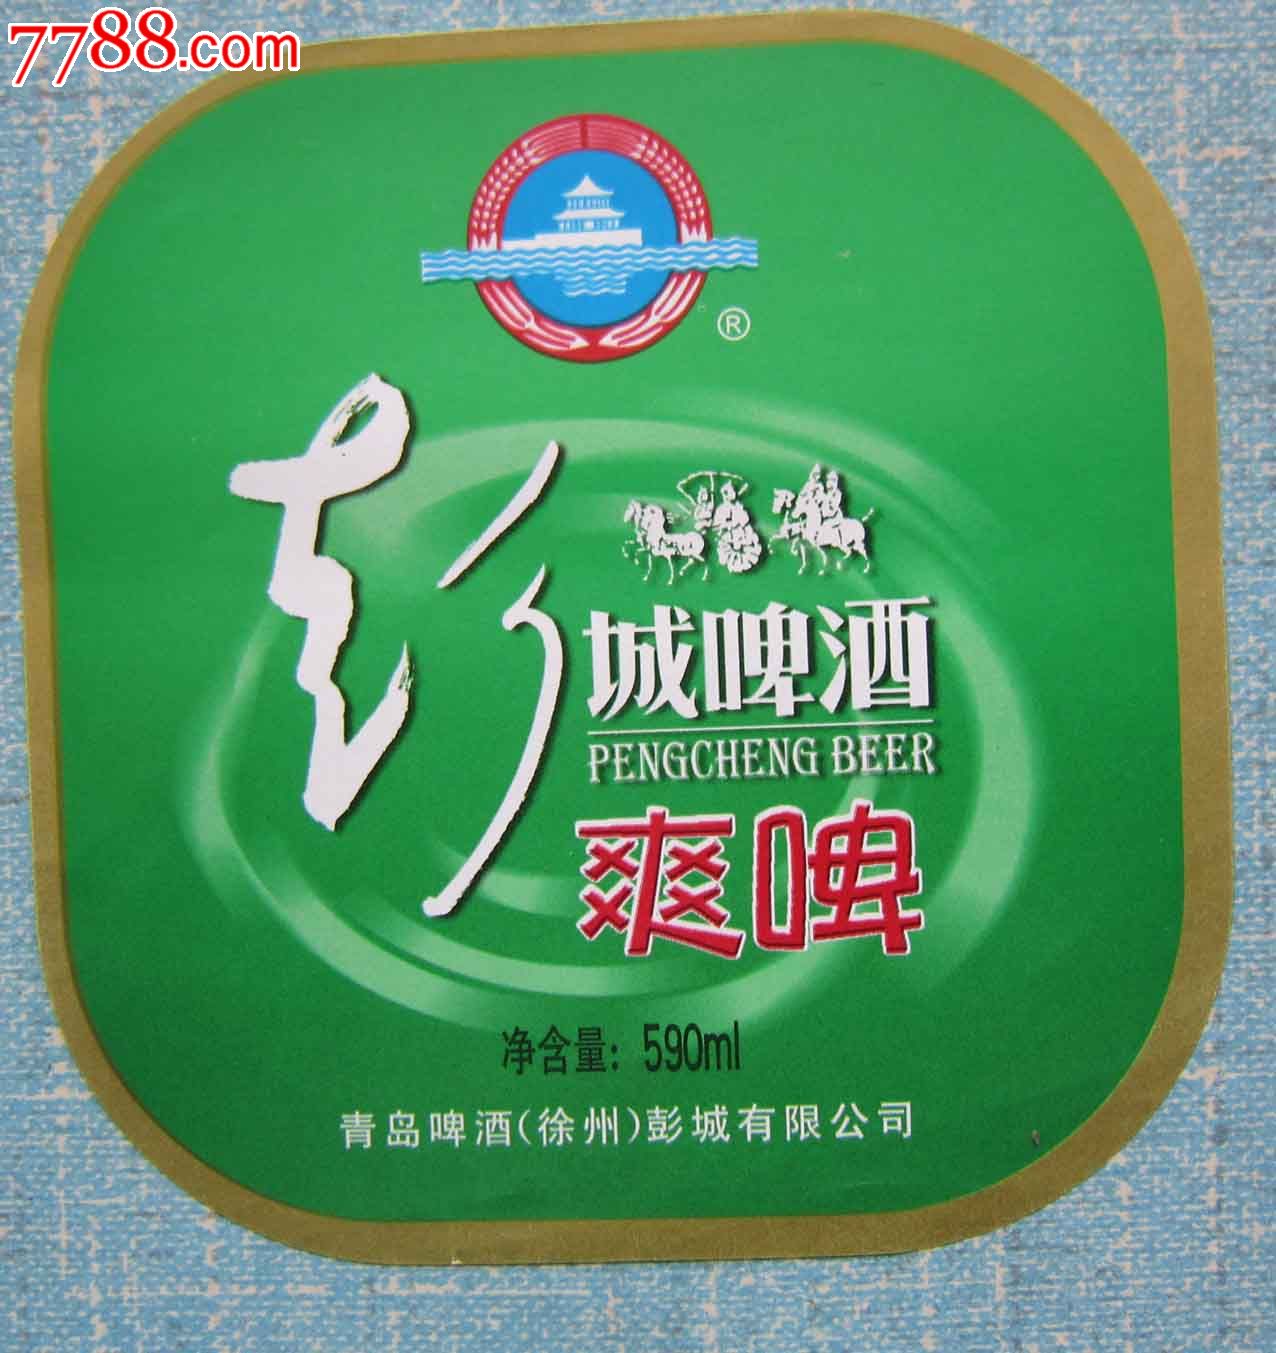 7788.com
®
彭
城啤酒
PENGCHENG BEER
爽啤
净含量: 590ml
青岛啤酒(徐州)彭城有限公司